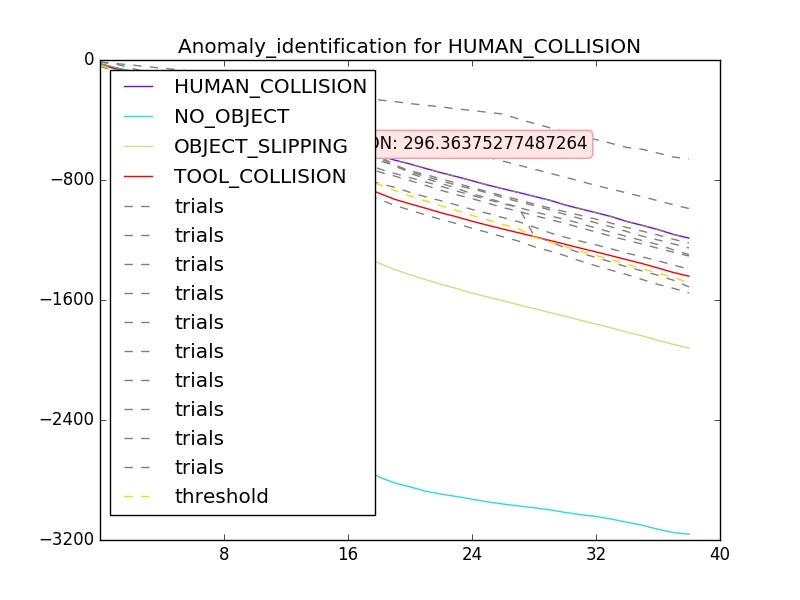 Anomaly_identification for HUMAN_COLLISION
0
−800
−1600
−2400
−3200
HUMAN_COLLISION
NO_OBJECT
OBJECT_SLIPPING
TOOL_COLLISION
trials
trials
trials
trials
trials
trials
trials
trials
trials
trials
threshold
ON: 296.36375277487264
8
16
24
32
40